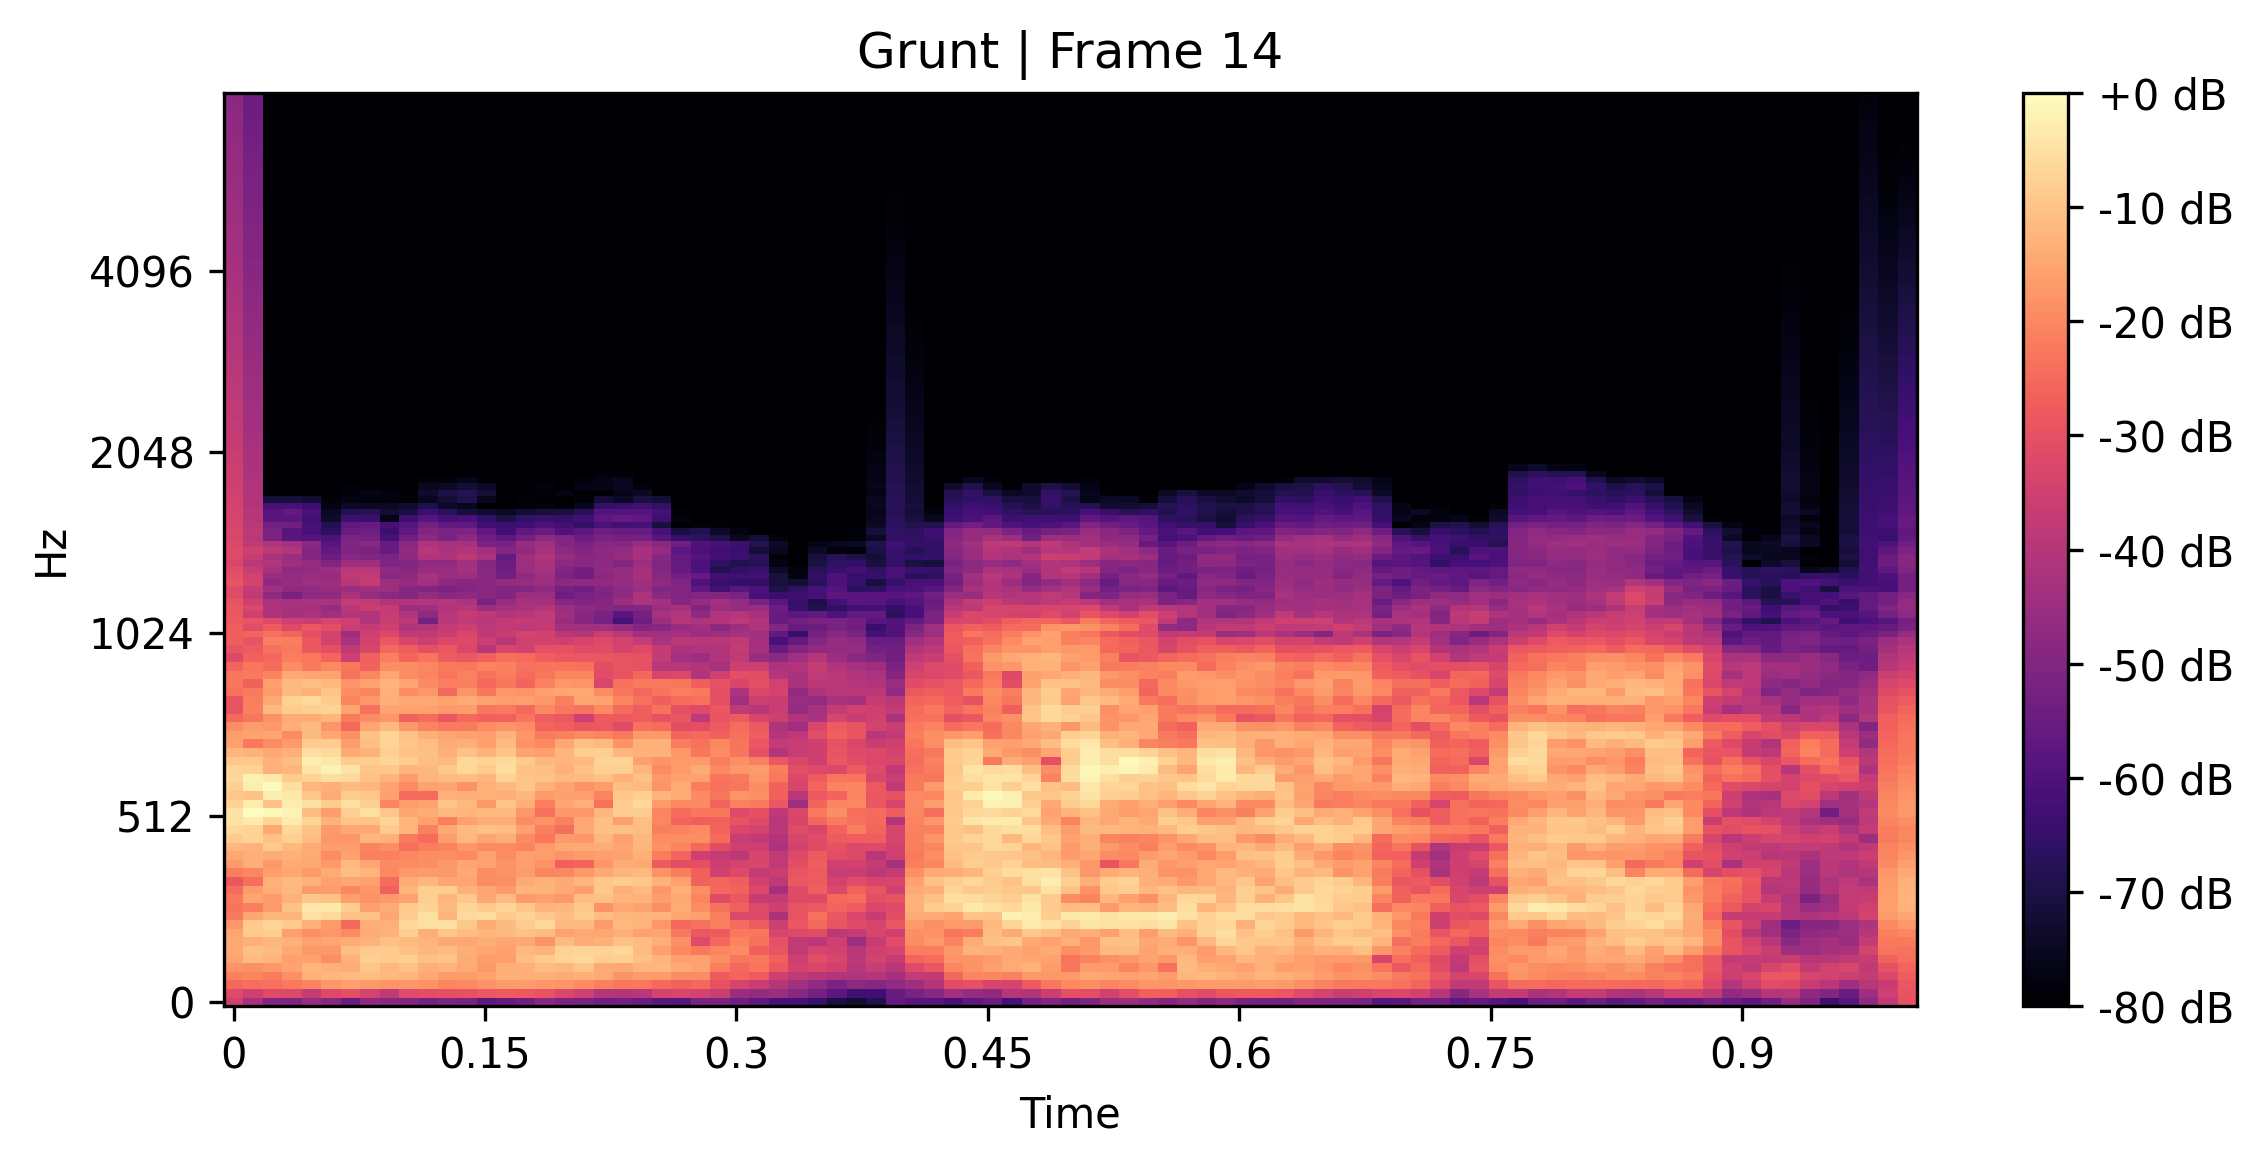 Grunt | Frame 14
+0 dB
-10 dB
-20 dB
-30 dB
-40 dB
-50 dB
-60 dB
-70 dB
-80 dB
4096
2048
1024
512
0
Hz
0 0.15 0.3 0.45 0.6 0.75 0.9
Time